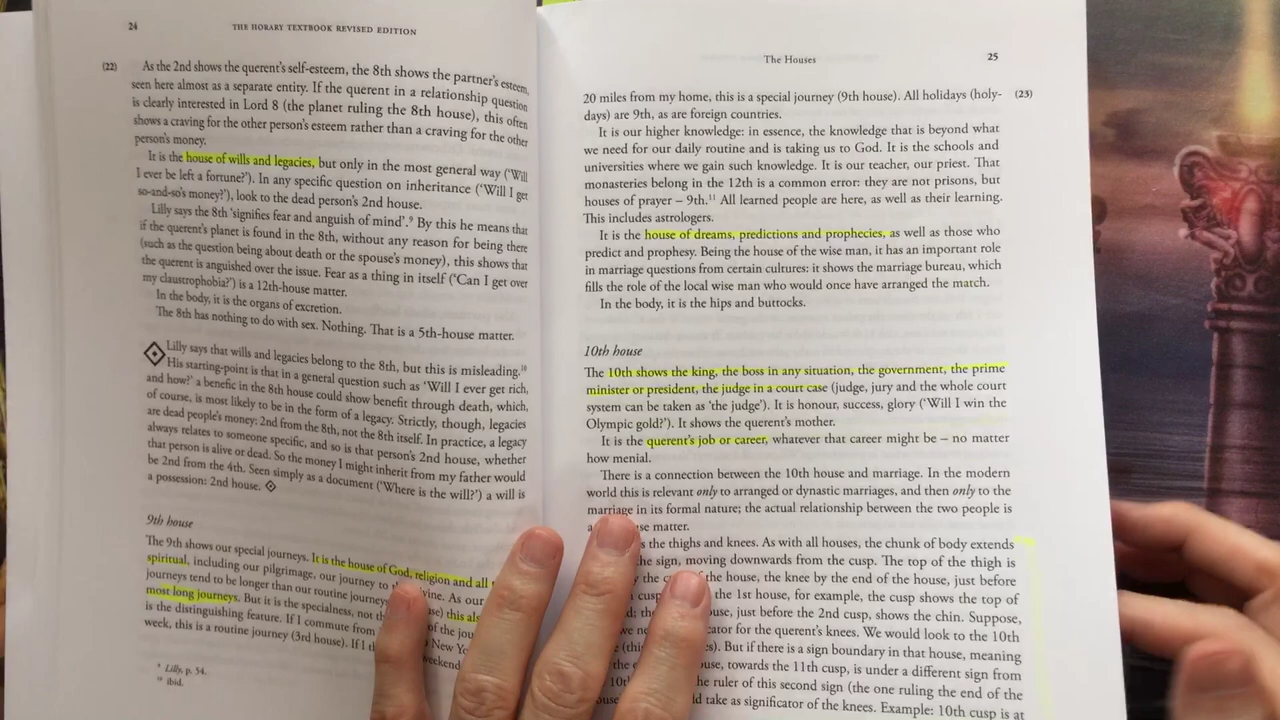 24
THE HORARY TEXTBOOK REVISED EDITION
(22)
As the 2nd shows the querent's self-esteem, the 8th shows the partner's esteem,
seen here almost as a separate entity. If the querent in a relationship question
is clearly interested in Lord 8 (the planet ruling the 8th house), this often
shows a craving for the other person's esteem rather than a craving for the other
person's money.
It is the house of wills and legacies, but only in the most general way ('Will
I ever be left a fortune?'). In any specific question on inheritance ('Will I get
so-and-so's money?'), look to the dead person's 2nd house.
Lilly says the 8th 'signifies fear and anguish of mind'.⁹ By this he means that
if the querent's planet is found in the 8th, without any reason for being there
(such as the question being about death or the spouse's money), this shows that
the querent is anguished over the issue. Fear as a thing in itself ('Can I get over
my claustrophobia?') is a 12th-house matter.
In the body, it is the organs of excretion.
The 8th has nothing to do with sex. Nothing. That is a 5th-house matter.
Lilly says that wills and legacies belong to the 8th, but this is misleading.¹⁰
His starting-point is that in a general question such as 'Will I ever get rich,
and how?' a benefic in the 8th house could show benefit through death, which,
of course, is most likely to be in the form of a legacy. Strictly, though, legacies
are dead people's money: 2nd from the 8th, not the 8th itself. In practice, a legacy
always relates to someone specific, and so is that person's 2nd house, whether
that person is alive or dead. So the money I might inherit from my father would
be 2nd from the 4th. Seen simply as a document ('Where is the will?') a will is
a possession: 2nd house.
9th house
The 9th shows our special journeys. It is the house of God, religion and all
spiritual, including our pilgrimage, our journey to
journeys tend to be longer than our routine journeys
most long journeys. But it is the specialness, not
is the distinguishing feature. If I commute from
week, this is a routine journey (3rd house). If I
⁹ Lilly, p. 54.
¹⁰ ibid.
The Houses
25
(23)
20 miles from my home, this is a special journey (9th house). All holidays (holy-
days) are 9th, as are foreign countries.
It is our higher knowledge: in essence, the knowledge that is beyond what
we need for our daily routine and is taking us to God. It is the schools and
universities where we gain such knowledge. It is our teacher, our priest. That
monasteries belong in the 12th is a common error: they are not prisons, but
houses of prayer – 9th.¹¹ All learned people are here, as well as their learning.
This includes astrologers.
It is the house of dreams, predictions and prophecies, as well as those who
predict and prophesy. Being the house of the wise man, it has an important role
in marriage questions from certain cultures: it shows the marriage bureau, which
fills the role of the local wise man who would once have arranged the match.
In the body, it is the hips and buttocks.
10th house
The 10th shows the king, the boss in any situation, the government, the prime
minister or president, the judge in a court case (judge, jury and the whole court
system can be taken as 'the judge'). It is honour, success, glory ('Will I win the
Olympic gold?'). It shows the querent's mother.
It is the querent's job or career, whatever that career might be – no matter
how menial.
There is a connection between the 10th house and marriage. In the modern
world this is relevant only to arranged or dynastic marriages, and then only to the
marriage in its formal nature; the actual relationship between the two people is
matter.
the thighs and knees. As with all houses, the chunk of body extends
the sign, moving downwards from the cusp. The top of the thigh is
of the house, the knee by the end of the house, just before
the 1st house, for example, the cusp shows the top of
just before the 2nd cusp, shows the chin. Suppose,
for the querent's knees. We would look to the 10th
But if there is a sign boundary in that house, meaning
towards the 11th cusp, is under a different sign from
the ruler of this second sign (the one ruling the end of the
take as significator of the knees. Example: 10th cusp is at